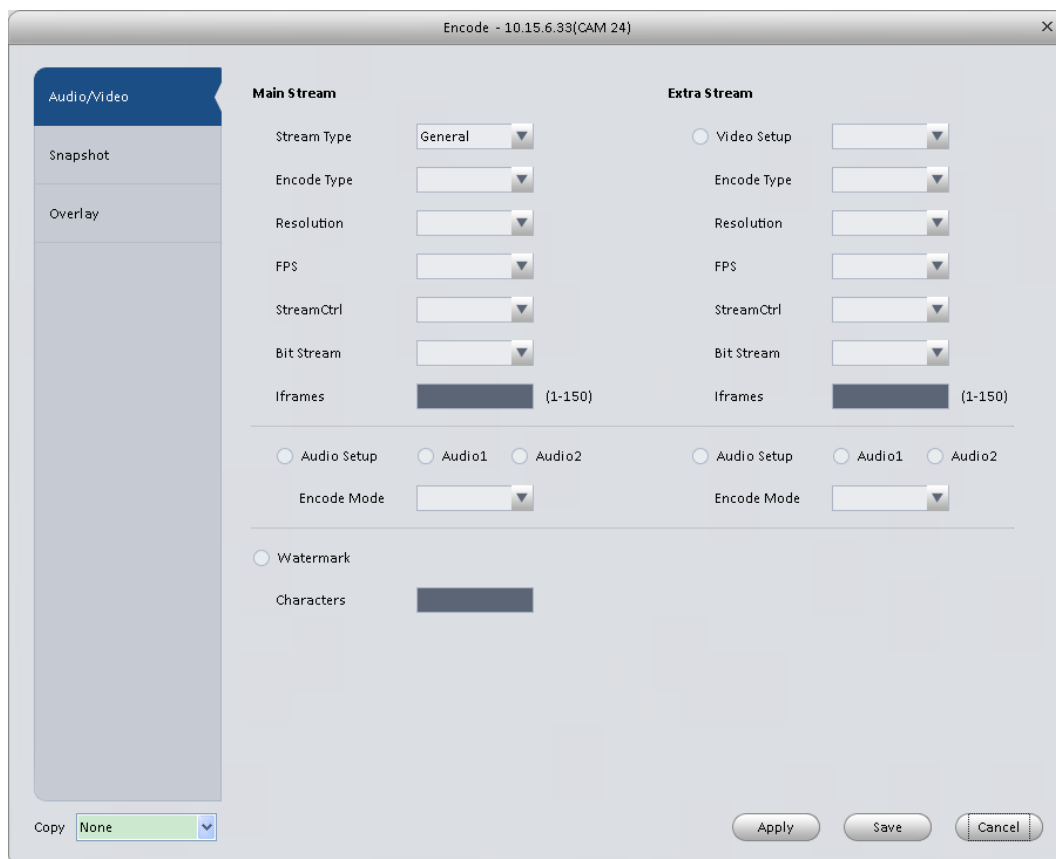 Encode - 10.15.6.33(CAM 24)
Audio/Video
Snapshot
Overlay
Main Stream
Stream Type General
Encode Type
Resolution
FPS
StreamCtrl
Bit Stream
Iframes (1-150)
Audio Setup Audio1 Audio2
Encode Mode
Watermark
Characters
Extra Stream
Video Setup
Encode Type
Resolution
FPS
StreamCtrl
Bit Stream
Iframes (1-150)
Audio Setup Audio1 Audio2
Encode Mode
Copy None
Apply Save Cancel